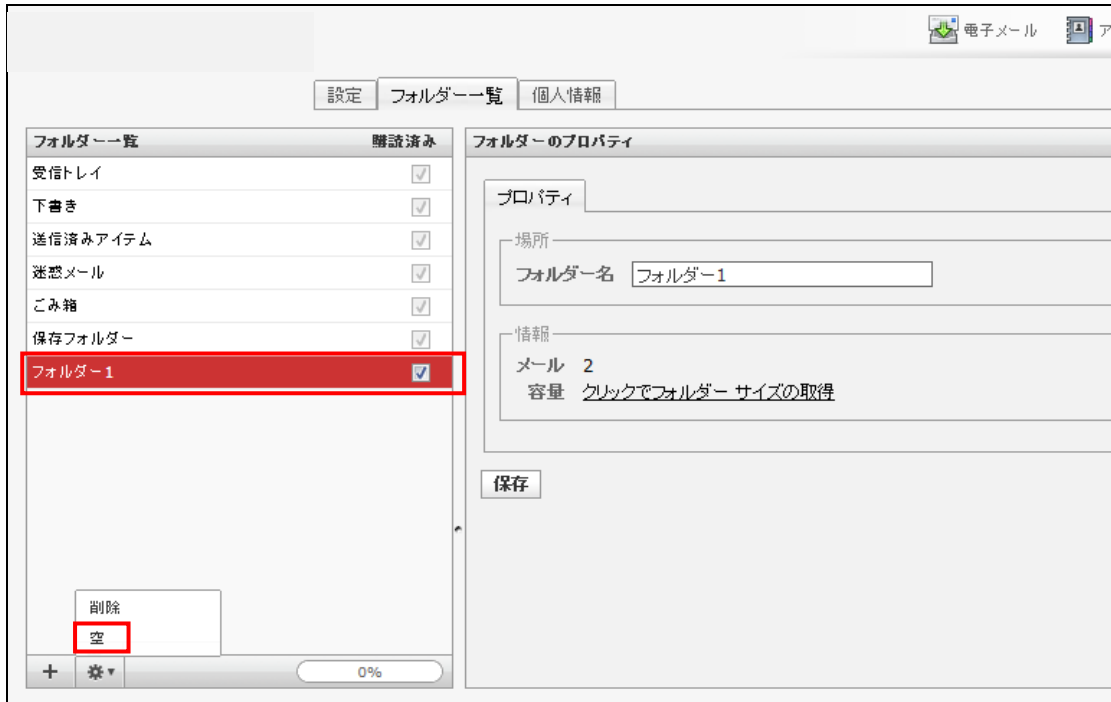 電子メール ア
設定 フォルダー一覧 個人情報
フォルダー一覧 購読済み
受信トレイ
下書き
送信済みアイテム
迷惑メール
ごみ箱
保存フォルダー
フォルダー1
削除
空
0%
フォルダーのプロパティ
プロパティ
場所
フォルダー名 フォルダー1
情報
メール 2
容量 クリックでフォルダー サイズの取得
保存